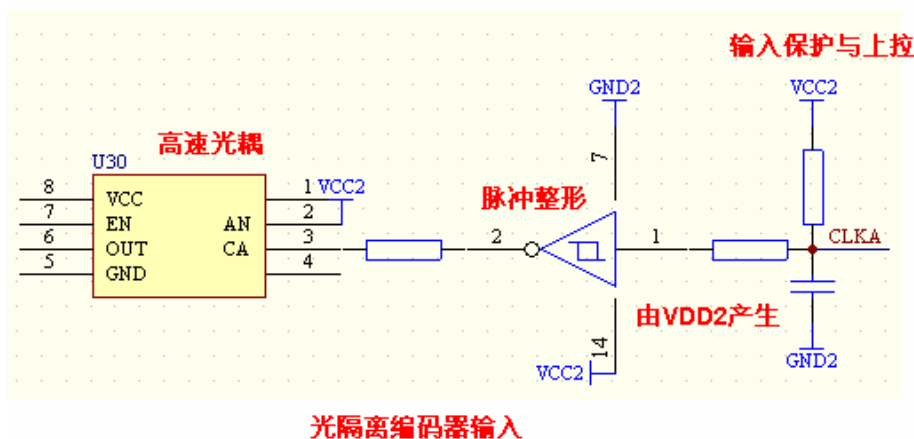 输入保护与上拉
GND2
VCC2
高速光耦
U30
8 VCC 1 VCC2
7 EN AN 2
6 OUT CA 3
5 GND 4
7
脉冲整形
2
1
CLKA
由VDD2产生
14
VCC2
GND2
光隔离编码器输入